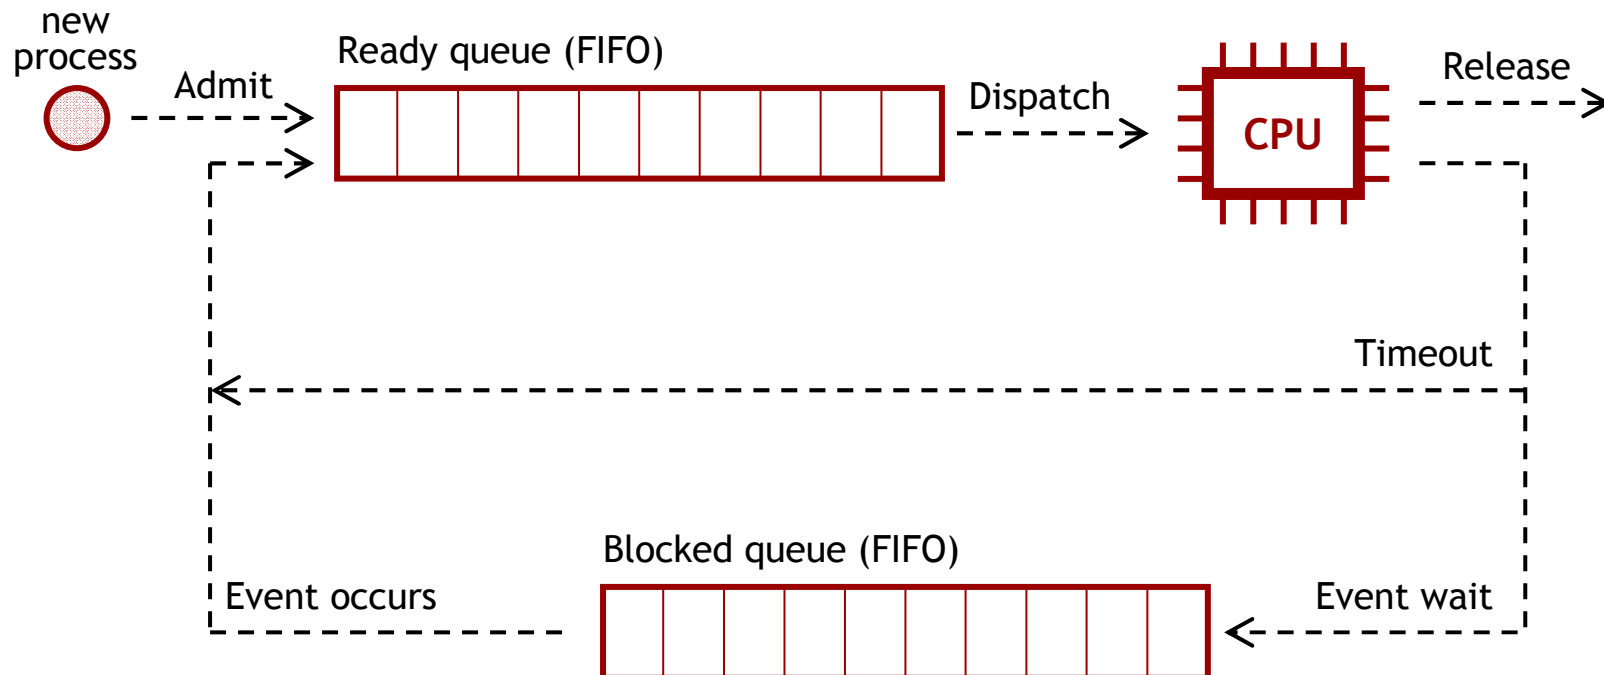 new
process
Admit
Ready queue (FIFO)
Dispatch
CPU
Release
Timeout
Blocked queue (FIFO)
Event occurs
Event wait